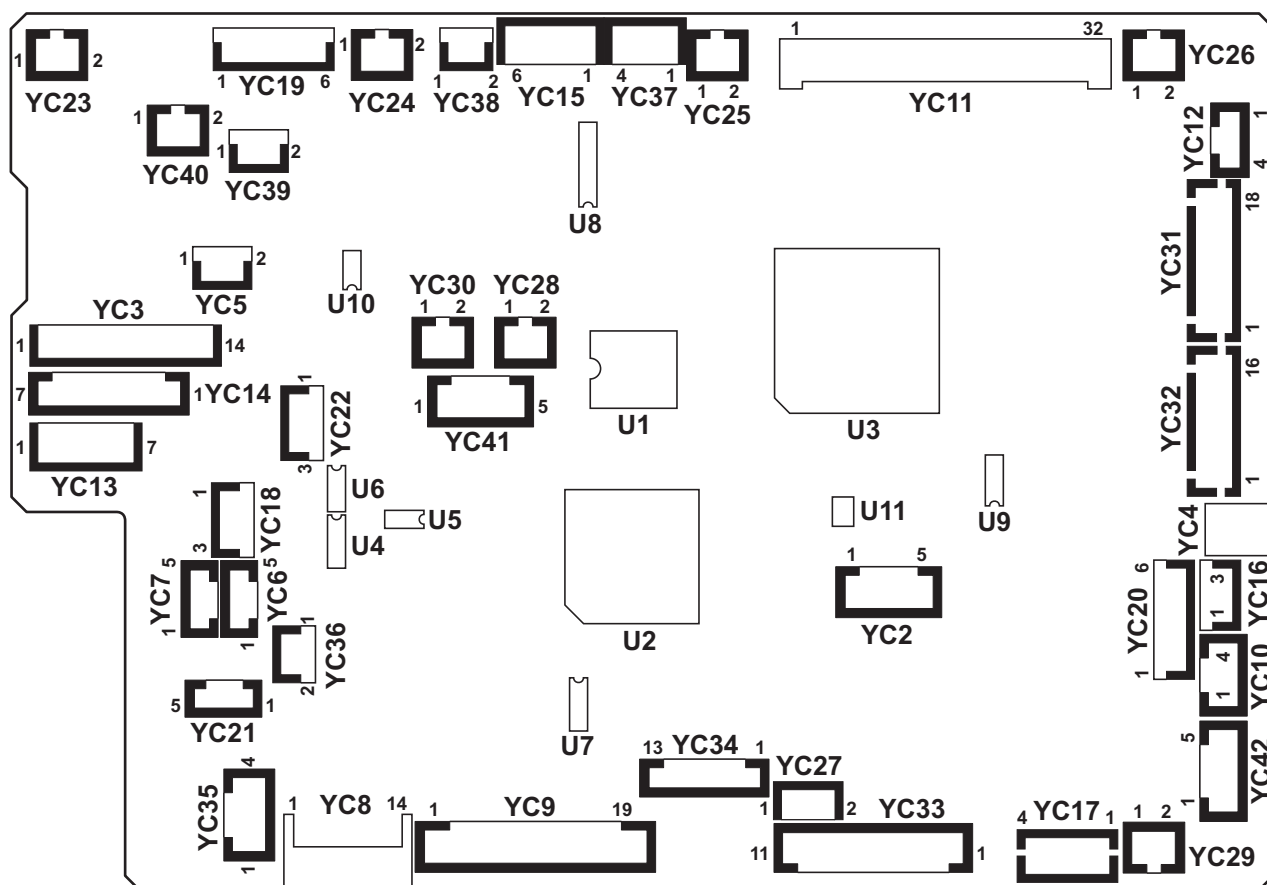 1 2 YC23
1 6 YC19
1 2 YC24
1 2 YC38
6 1 YC15
4 1 YC37
1 2 YC25
1 32 YC11
1 2 YC26
1 2 YC40
1 2 YC39
U8
1 4 YC12
18 1 YC31
1 2 YC5
U10
1 2 YC30
1 2 YC28
YC3
1 14
7 1 YC14
1 7
YC13
1 3 YC22
1 5
YC41
U1
U3
16 1 YC32
U6
U4
U5
1 3 YC18
U11
U9
YC4
5 1 YC7
5 1 YC6
U2
1 5
YC2
6 1 YC20
3 1 YC16
1 2 YC36
4 1 YC10
5 1
YC21
U7
13 YC34 1
YC27
1 2
5 1 YC42
4 1 YC35
1 YC8 14
1 YC9 19
YC33
11 1
4 YC17 1
1 2
YC29